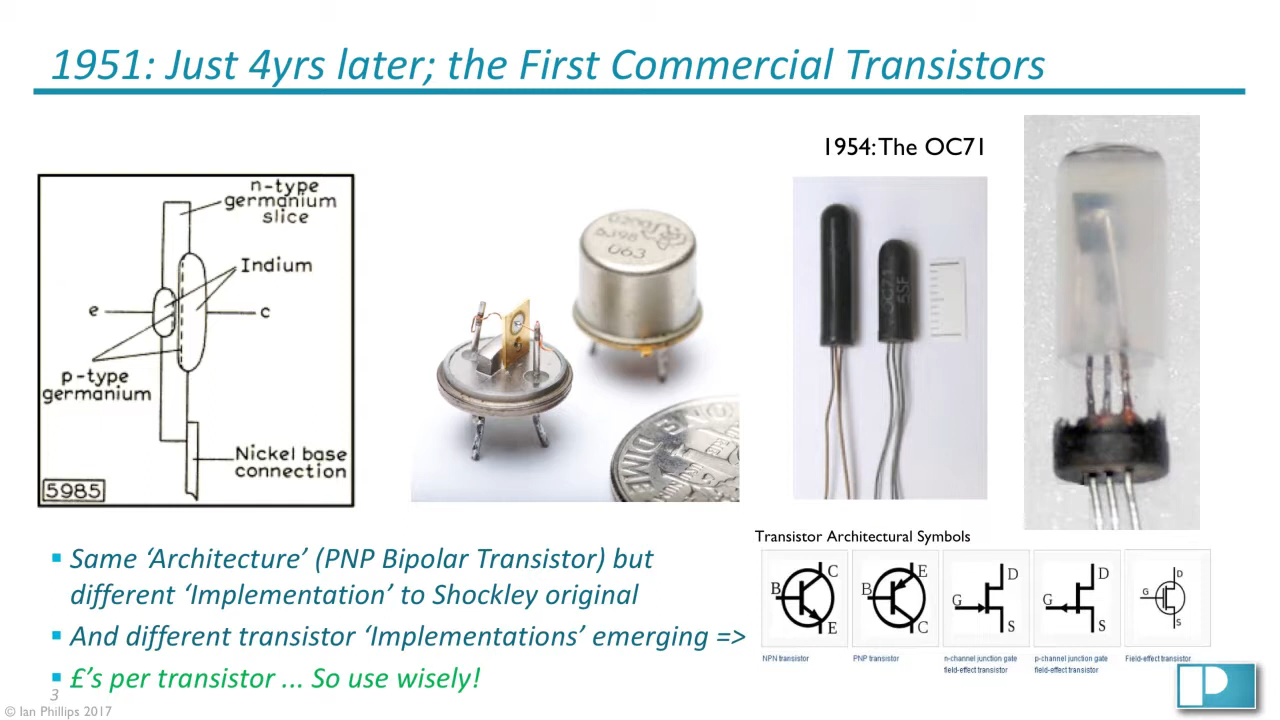 1951: Just 4yrs later; the First Commercial Transistors
1954: The OC71
n-type
germanium
slice
Indium
e
c
p-type
germanium
Nickel base
connection
5985
063
DIME
OC71
Transistor Architectural Symbols
B
C
E
B
E
C
G
D
S
G
D
S
G
D
S
NPN transistor
PNP transistor
n-channel junction gate
field-effect transistor
p-channel junction gate
field-effect transistor
Field-effect transistor
▪ Same ‘Architecture’ (PNP Bipolar Transistor) but
different ‘Implementation’ to Shockley original
▪ And different transistor ‘Implementations’ emerging =>
▪ £’s per transistor ... So use wisely!
3
© Ian Phillips 2017
P